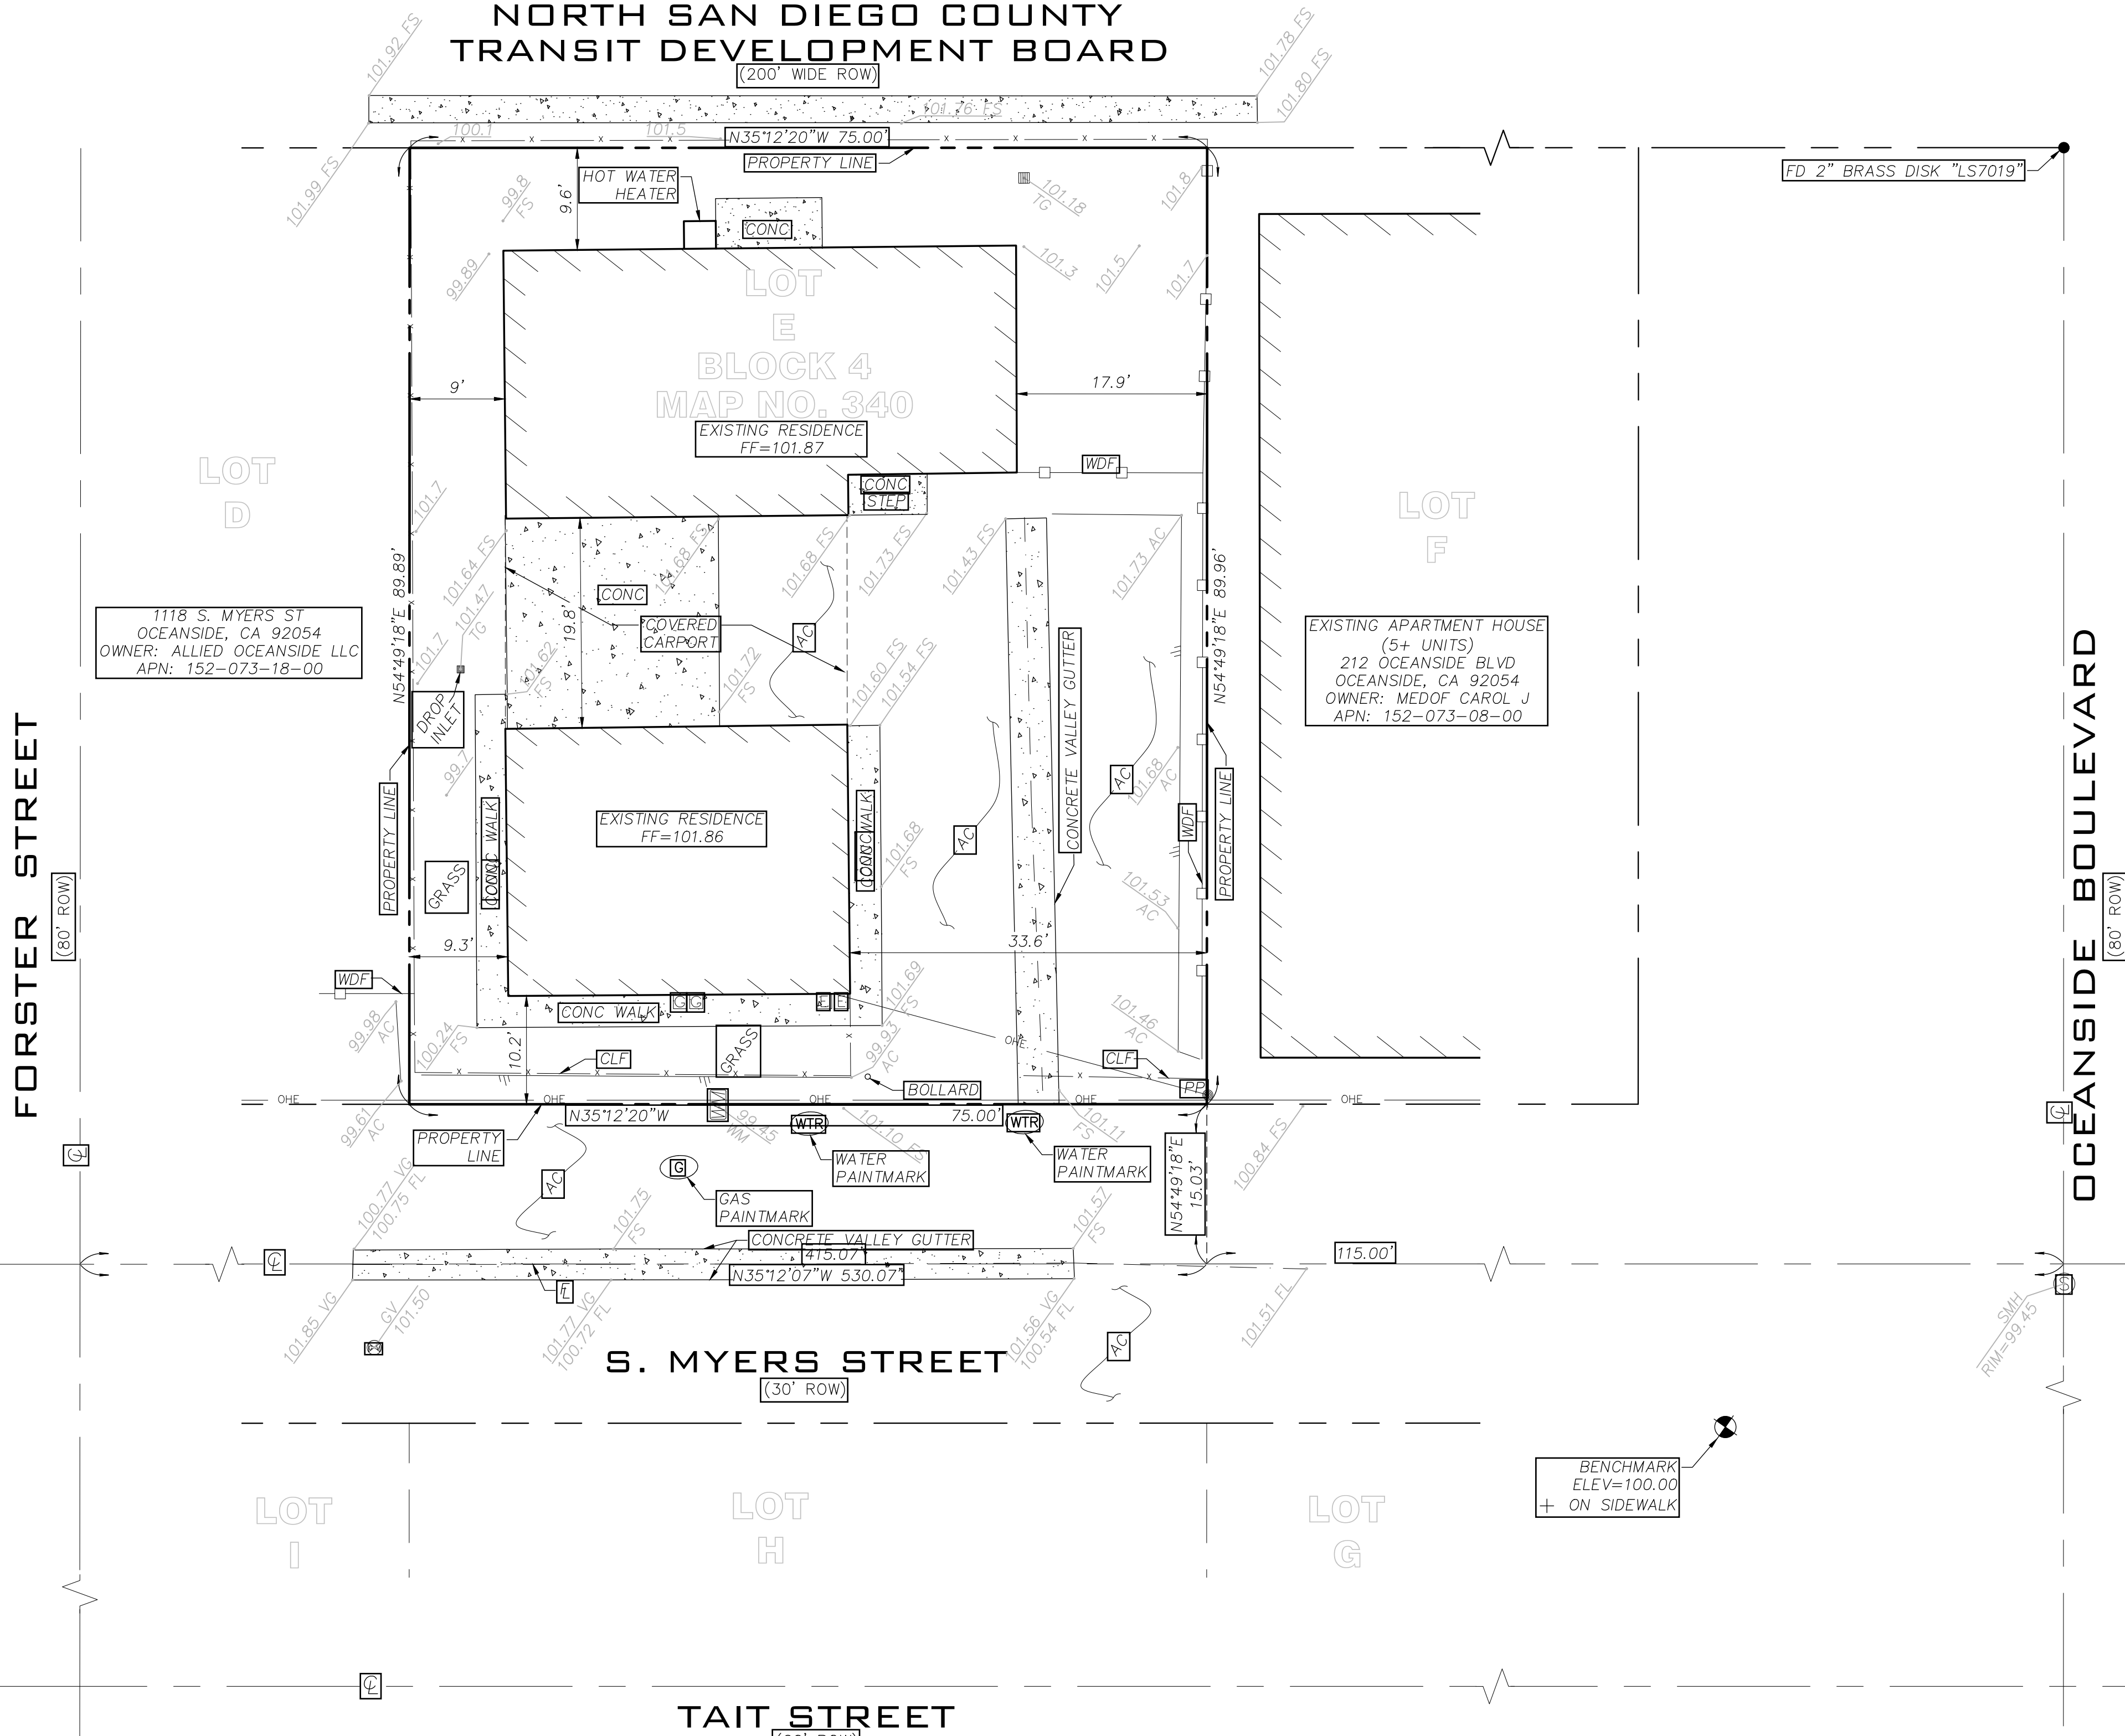 NORTH SAN DIEGO COUNTY
TRANSIT DEVELOPMENT BOARD
(200' WIDE ROW)
101.92 FS
101.78 FS
101.80 FS
101.76 FS
101.99 FS
100.1
101.5
N35°12'20"W 75.00'
PROPERTY LINE
FD 2" BRASS DISK "LS7019"
HOT WATER
HEATER
9.6'
99.8
FS
101.18
TG
101.8
CONC
99.89
101.3
101.5
101.7
LOT
E
BLOCK 4
MAP NO. 340
9'
17.9'
EXISTING RESIDENCE
FF=101.87
WDF
CONC
STEP
LOT
D
LOT
F
101.7
101.64 FS
101.47
TG
101.68 FS
101.68 FS
101.73 FS
101.43 FS
101.73 AC
N54°49'18"E 89.89'
N54°49'18"E 89.96'
CONC
19.8'
COVERED
CARPORT
AC
1118 S. MYERS ST
OCEANSIDE, CA 92054
OWNER: ALLIED OCEANSIDE LLC
APN: 152-073-18-00
EXISTING APARTMENT HOUSE
(5+ UNITS)
212 OCEANSIDE BLVD
OCEANSIDE, CA 92054
OWNER: MEDOF CAROL J
APN: 152-073-08-00
101.7
101.62
FS
101.72
FS
101.60 FS
101.54 FS
DROP
INLET
99.7
CONCRETE VALLEY GUTTER
AC
AC
101.68
AC
PROPERTY LINE
PROPERTY LINE
WDF
CONC WALK
CONC WALK
EXISTING RESIDENCE
FF=101.86
GRASS
101.68
FS
101.53
AC
FORSTER STREET
(80' ROW)
OCEANSIDE BOULEVARD
(80' ROW)
9.3'
33.6'
WDF
99.98
AC
100.24
FS
CONC WALK
G
G
E
E
101.69
FS
99.93
AC
101.46
AC
10.2'
GRASS
OHE
CLF
CLF
BOLLARD
PP
OHE
OHE
OHE
OHE
99.61
AC
N35°12'20"W
75.00'
99.45
WM
WTR
WTR
101.10 FS
101.11
FS
100.84 FS
PROPERTY
LINE
WATER
PAINTMARK
WATER
PAINTMARK
AC
G
GAS
PAINTMARK
N54°49'18"E
15.03'
100.77 VG
100.75 FL
101.75
FS
101.57
FS
CONCRETE VALLEY GUTTER
415.07'
N35°12'07"W 530.07'
115.00'
CL
CL
CL
FL
101.85 VG
GV
101.50
101.77 VG
100.72 FL
101.56 VG
100.54 FL
101.51 FL
AC
S
SMH
RIM=99.45
S. MYERS STREET
(30' ROW)
BENCHMARK
ELEV=100.00
+ ON SIDEWALK
LOT
I
LOT
H
LOT
G
CL
TAIT STREET